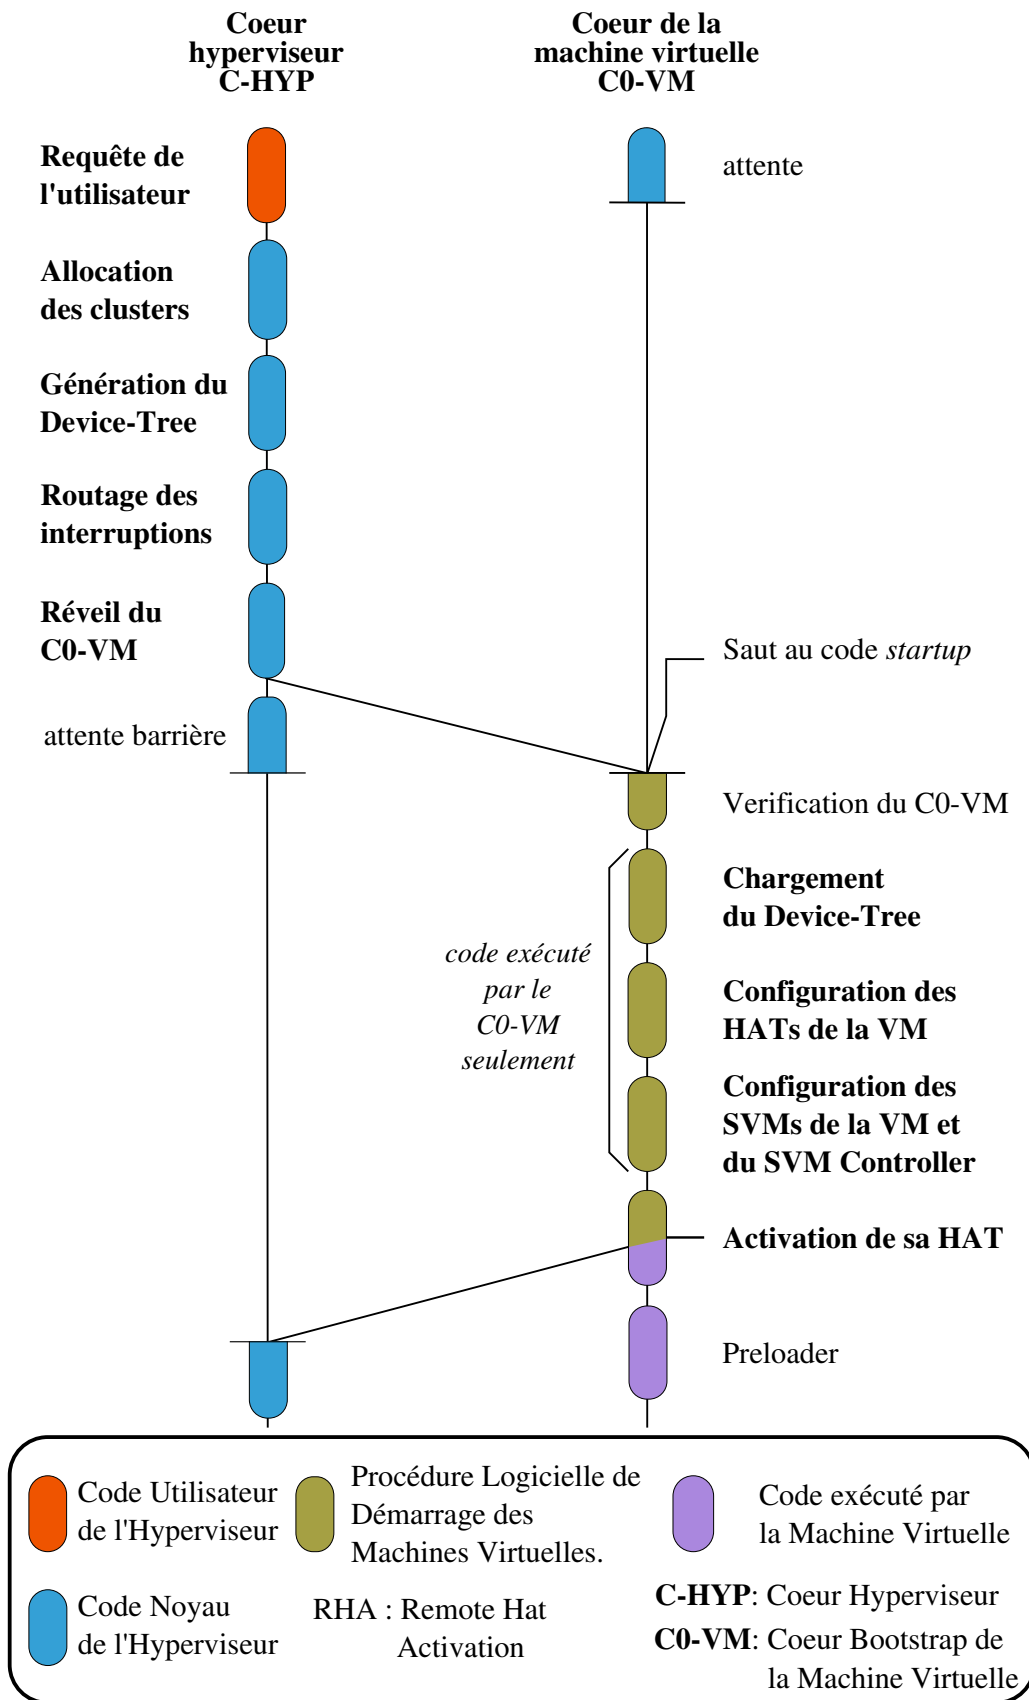 Coeur
hyperviseur
C-HYP
Coeur de la
machine virtuelle
C0-VM
Requête de
l'utilisateur
attente
Allocation
des clusters
Génération du
Device-Tree
Routage des
interruptions
Réveil du
C0-VM
Saut au code startup
attente barrière
Verification du C0-VM
Chargement
du Device-Tree
code exécuté
par le
C0-VM
seulement
Configuration des
HATs de la VM
Configuration des
SVMs de la VM et
du SVM Controller
Activation de sa HAT
Preloader
Code Utilisateur
de l'Hyperviseur
Procédure Logicielle de
Démarrage des
Machines Virtuelles.
Code exécuté par
la Machine Virtuelle
Code Noyau
de l'Hyperviseur
RHA : Remote Hat
Activation
C-HYP: Coeur Hyperviseur
C0-VM: Coeur Bootstrap de
la Machine Virtuelle